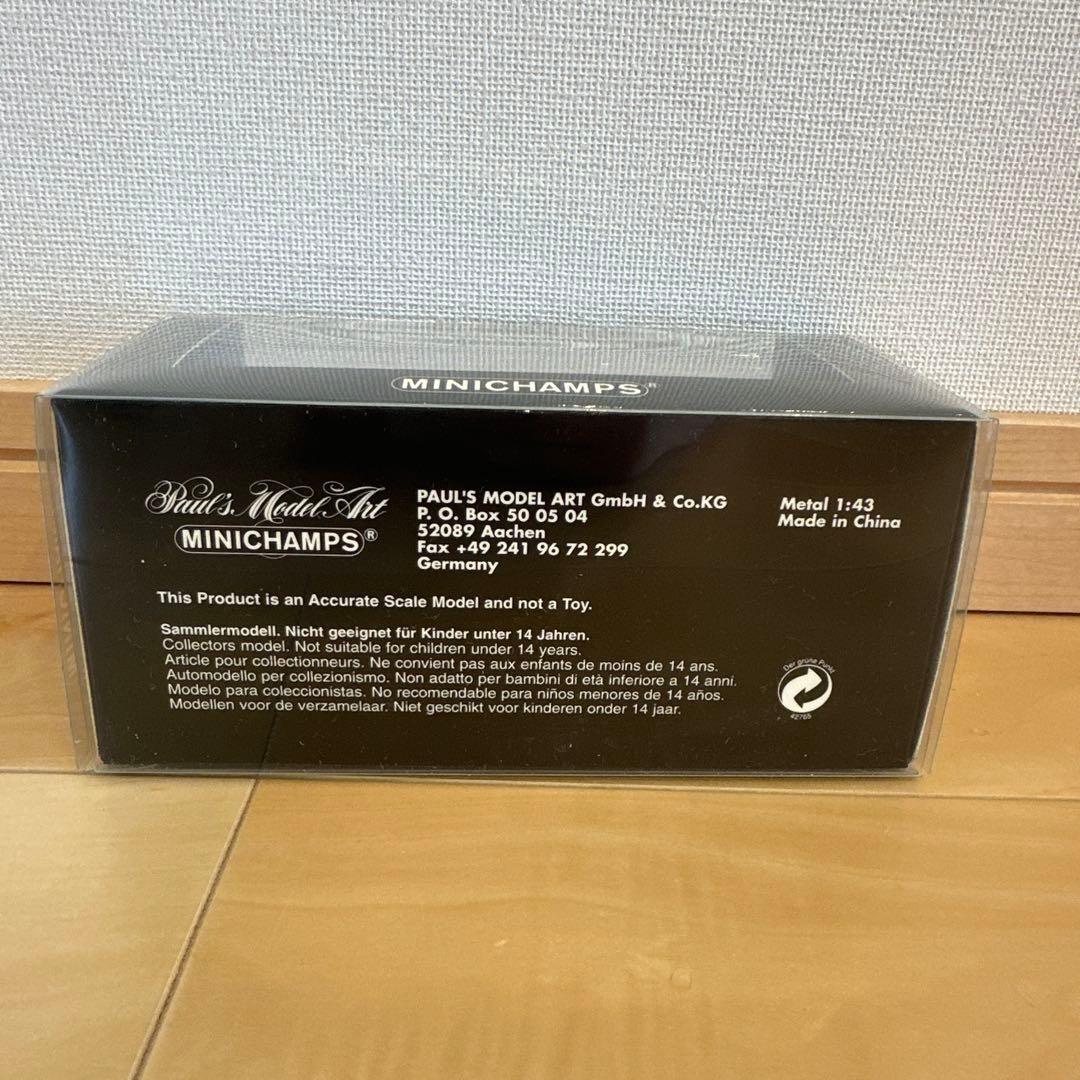 MINICHAMPS®
Paul's Model Art
MINICHAMPS®
PAUL'S MODEL ART GmbH & Co.KG
P. O. Box 50 05 04
52089 Aachen
Fax +49 241 96 72 299
Germany
Metal 1:43
Made in China
This Product is an Accurate Scale Model and not a Toy.
Sammlermodell. Nicht geeignet für Kinder unter 14 Jahren.
Collectors model. Not suitable for children under 14 years.
Article pour collectionneurs. Ne convient pas aux enfants de moins de 14 ans.
Automodello per collezionismo. Non adatto per bambini di età inferiore a 14 anni.
Modelo para coleccionistas. No recomendable para niños menores de 14 años.
Modellen voor de verzamelaar. Niet geschikt voor kinderen onder 14 jaar.
Der grüne Punkt
42765